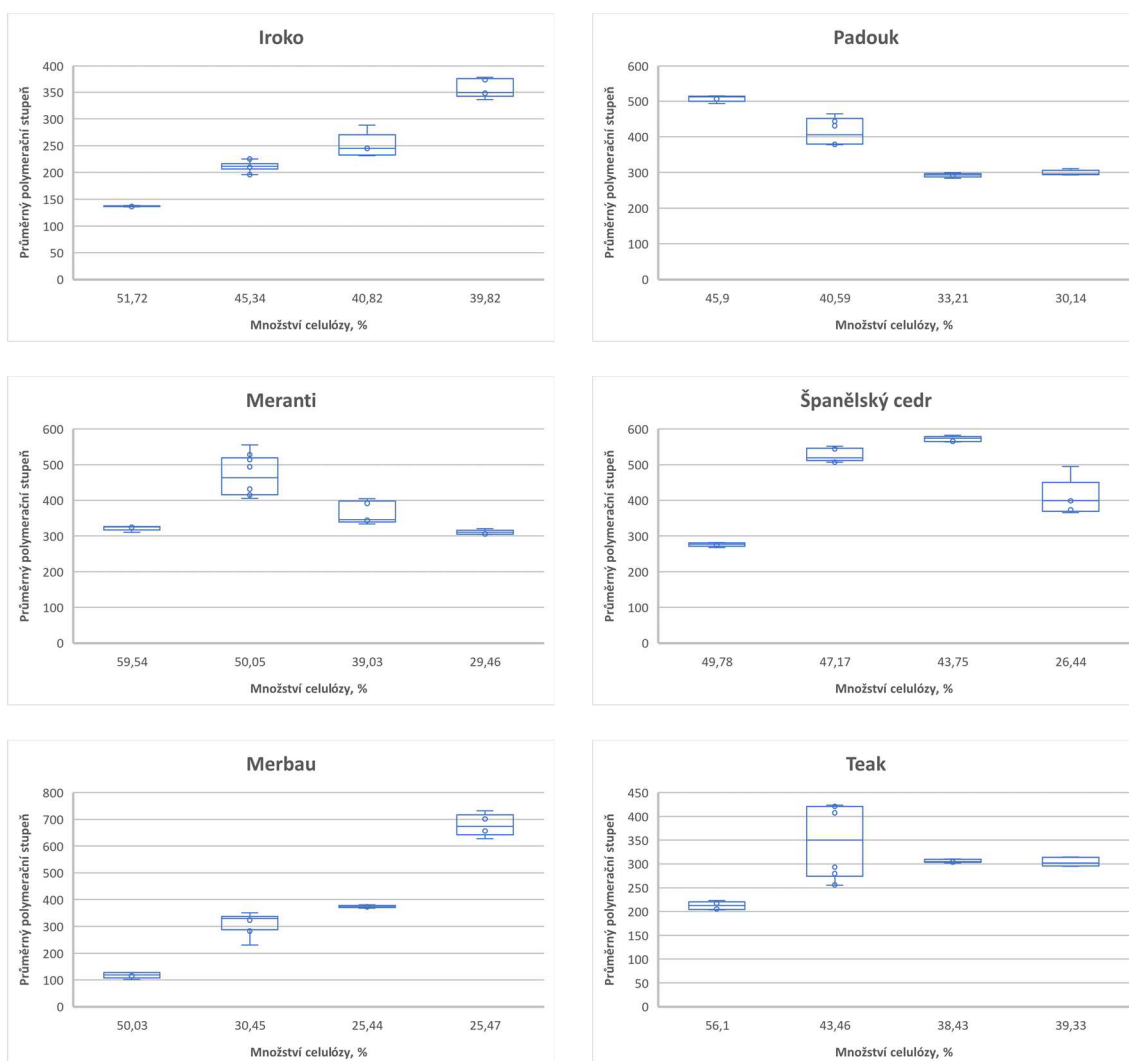 Iroko
Průměrný polymerační stupeň
400
350
300
250
200
150
100
50
0
51,72 45,34 40,82 39,82
Množství celulózy, %
Padouk
Průměrný polymerační stupeň
600
500
400
300
200
100
0
45,9 40,59 33,21 30,14
Množství celulózy, %
Meranti
Průměrný polymerační stupeň
600
500
400
300
200
100
0
59,54 50,05 39,03 29,46
Množství celulózy, %
Španělský cedr
Průměrný polymerační stupeň
600
500
400
300
200
100
0
49,78 47,17 43,75 26,44
Množství celulózy, %
Merbau
Průměrný polymerační stupeň
800
700
600
500
400
300
200
100
0
50,03 30,45 25,44 25,47
Množství celulózy, %
Teak
Průměrný polymerační stupeň
450
400
350
300
250
200
150
100
50
0
56,1 43,46 38,43 39,33
Množství celulózy, %